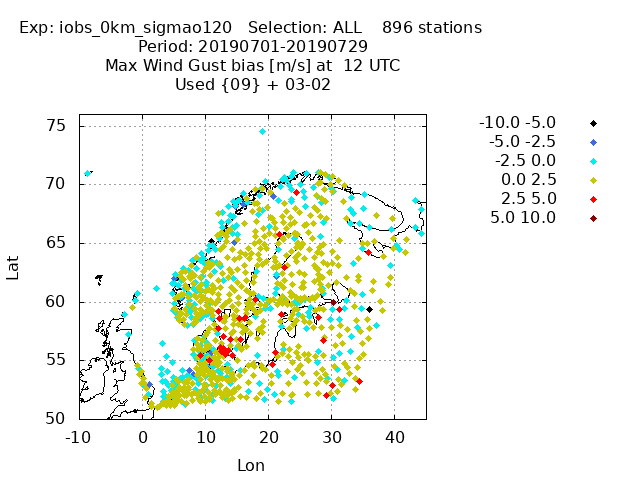 Exp: iobs_0km_sigmao120   Selection: ALL    896 stations
Period: 20190701-20190729
Max Wind Gust bias [m/s] at  12 UTC
Used {09} + 03-02
-10.0 -5.0
-5.0 -2.5
-2.5 0.0
0.0 2.5
2.5 5.0
5.0 10.0
75
70
65
60
55
50
Lat
-10 0 10 20 30 40
Lon